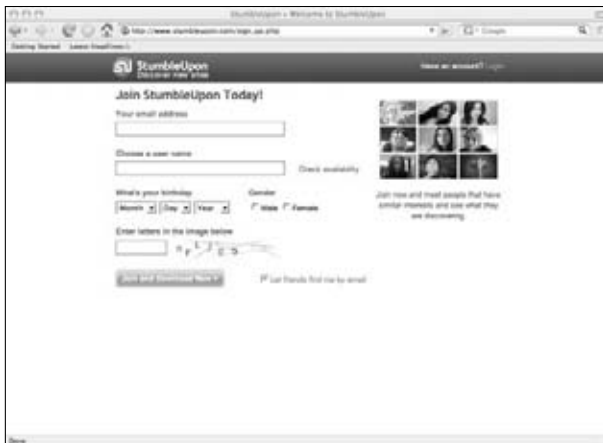 StumbleUpon » Welcome to StumbleUpon
http://www.stumbleupon.com/sign_up.php
Google
Getting Started Latest Headlines
StumbleUpon
Discover new sites
Have an account? Login
Join StumbleUpon Today!
Your email address
Choose a user name
Check availability
What's your birthday
Gender
Month Day Year
Male Female
Enter letters in the image below
Join and Download Now
Let friends find me by email
Join now and meet people that have
similar interests and see what they
are discovering.
Done